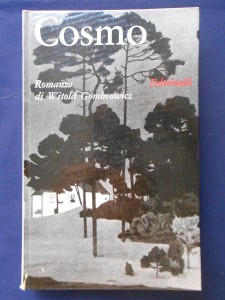 Cosmo
Romanzo
di Witold Gombrowicz
Feltrinelli